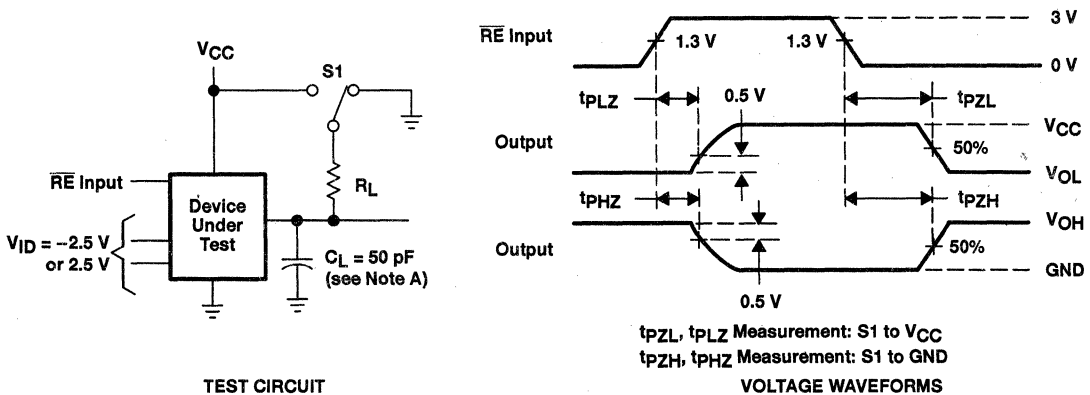 VCC
S1
RE Input
Device
Under
Test
RL
VID = –2.5 V
or 2.5 V
CL = 50 pF
(see Note A)
TEST CIRCUIT
RE Input
1.3 V
1.3 V
3 V
0 V
tPLZ
0.5 V
tPZL
Output
VCC
50%
VOL
tPHZ
tPZH
VOH
Output
50%
GND
0.5 V
tPZL, tPLZ Measurement: S1 to VCC
tPZH, tPHZ Measurement: S1 to GND
VOLTAGE WAVEFORMS